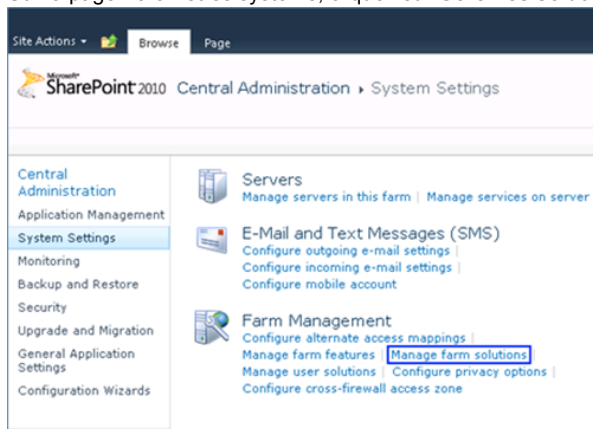 Site Actions
Browse
Page
Microsoft
SharePoint 2010 Central Administration System Settings
Central
Administration
Application Management
System Settings
Monitoring
Backup and Restore
Security
Upgrade and Migration
General Application
Settings
Configuration Wizards
Servers
Manage servers in this farm | Manage services on server
E-Mail and Text Messages (SMS)
Configure outgoing e-mail settings |
Configure incoming e-mail settings |
Configure mobile account
Farm Management
Configure alternate access mappings |
Manage farm features | Manage farm solutions |
Manage user solutions | Configure privacy options |
Configure cross-firewall access zone